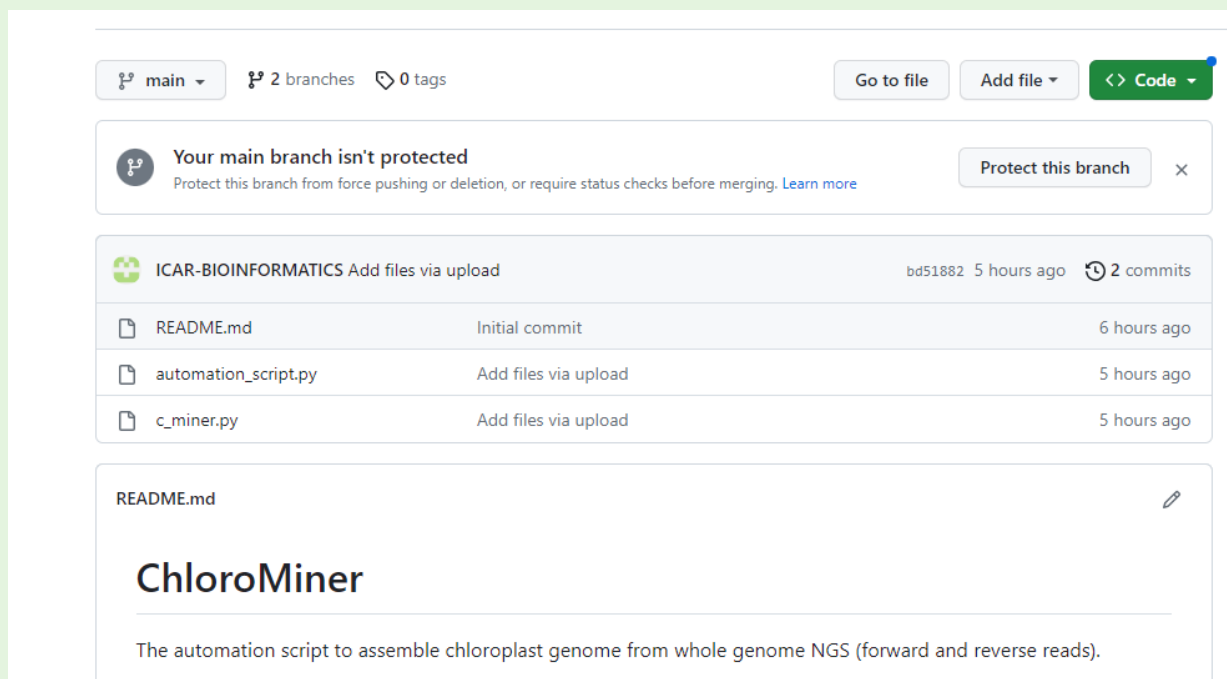 main 2 branches 0 tags Go to file Add file <> Code
Your main branch isn't protected
Protect this branch from force pushing or deletion, or require status checks before merging. Learn more
Protect this branch
ICAR-BIOINFORMATICS Add files via upload bd51882 5 hours ago 2 commits
README.md Initial commit 6 hours ago
automation_script.py Add files via upload 5 hours ago
c_miner.py Add files via upload 5 hours ago
README.md
ChloroMiner
The automation script to assemble chloroplast genome from whole genome NGS (forward and reverse reads).